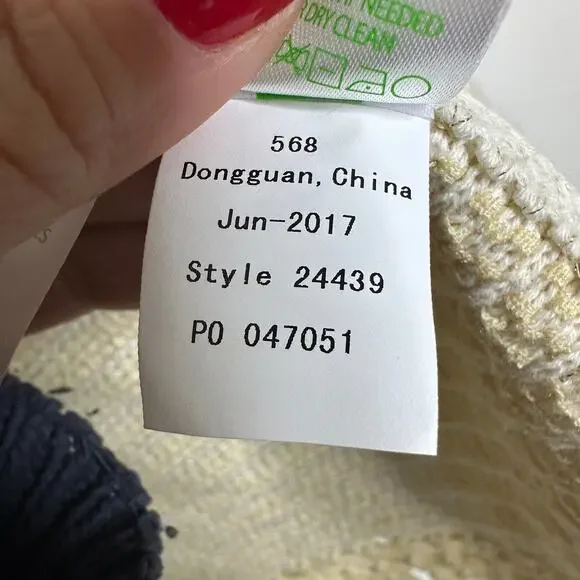 NEEDED
DRY CLEAN
568
Dongguan, China
Jun-2017
Style 24439
PO 047051